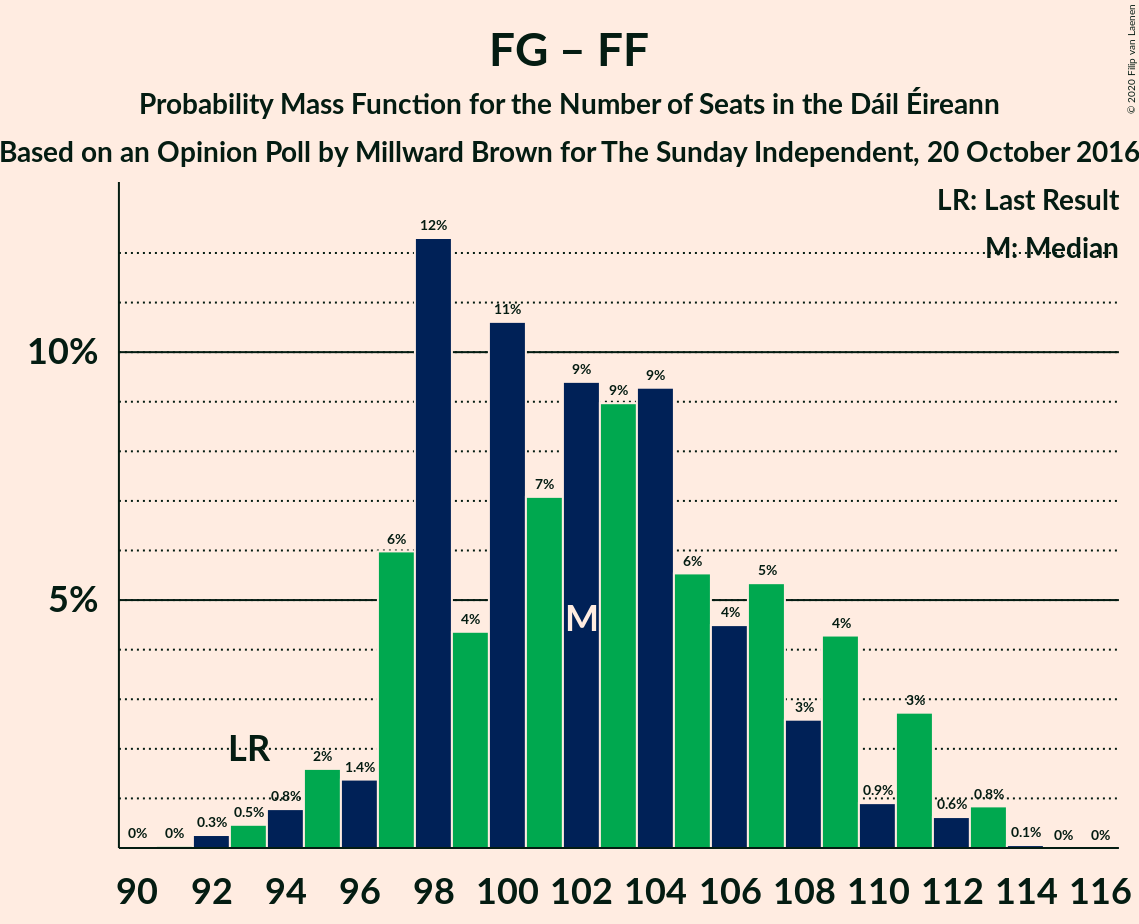 FG – FF
Probability Mass Function for the Number of Seats in the Dáil Éireann
Based on an Opinion Poll by Millward Brown for The Sunday Independent, 20 October 2016
© 2020 Filip van Laenen
LR: Last Result
M: Median
10%
5%
0% 0% 0.3% 0.5% 0.8% 2% 1.4% 6% 12% 4% 11% 7% 9% 9% 9% 6% 4% 5% 3% 4% 0.9% 3% 0.6% 0.8% 0.1% 0% 0%
LR
M
90 92 94 96 98 100 102 104 106 108 110 112 114 116